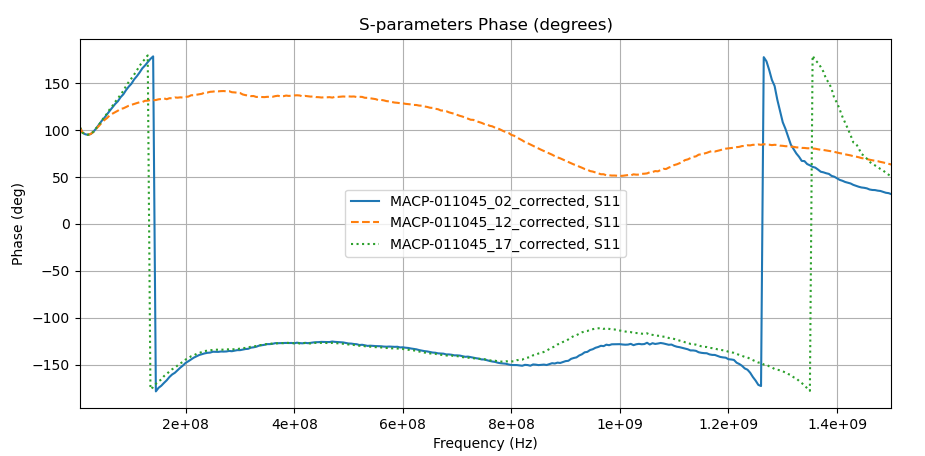 S-parameters Phase (degrees)
Phase (deg)
150
100
50
0
−50
−100
−150
MACP-011045_02_corrected, S11
MACP-011045_12_corrected, S11
MACP-011045_17_corrected, S11
2e+08 4e+08 6e+08 8e+08 1e+09 1.2e+09 1.4e+09
Frequency (Hz)